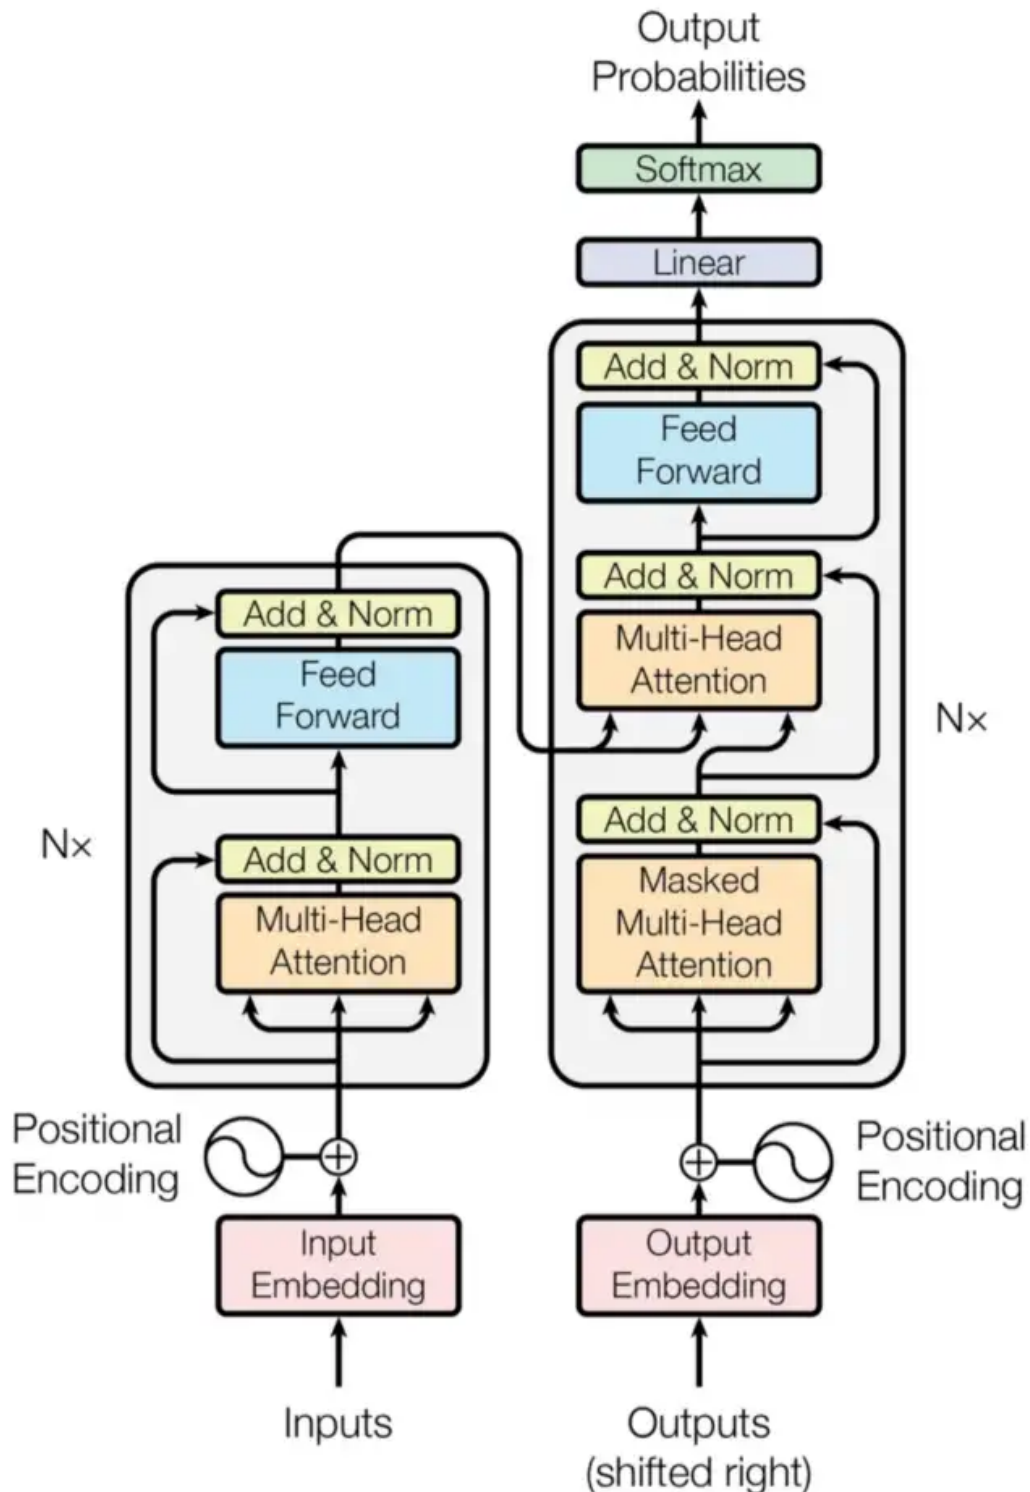 Output
Probabilities
Softmax
Linear
Add & Norm
Feed
Forward
Add & Norm
Multi-Head
Attention
Nx
Add & Norm
Masked
Multi-Head
Attention
Add & Norm
Feed
Forward
Nx
Add & Norm
Multi-Head
Attention
Positional
Encoding
Positional
Encoding
Input
Embedding
Output
Embedding
Inputs
Outputs
(shifted right)